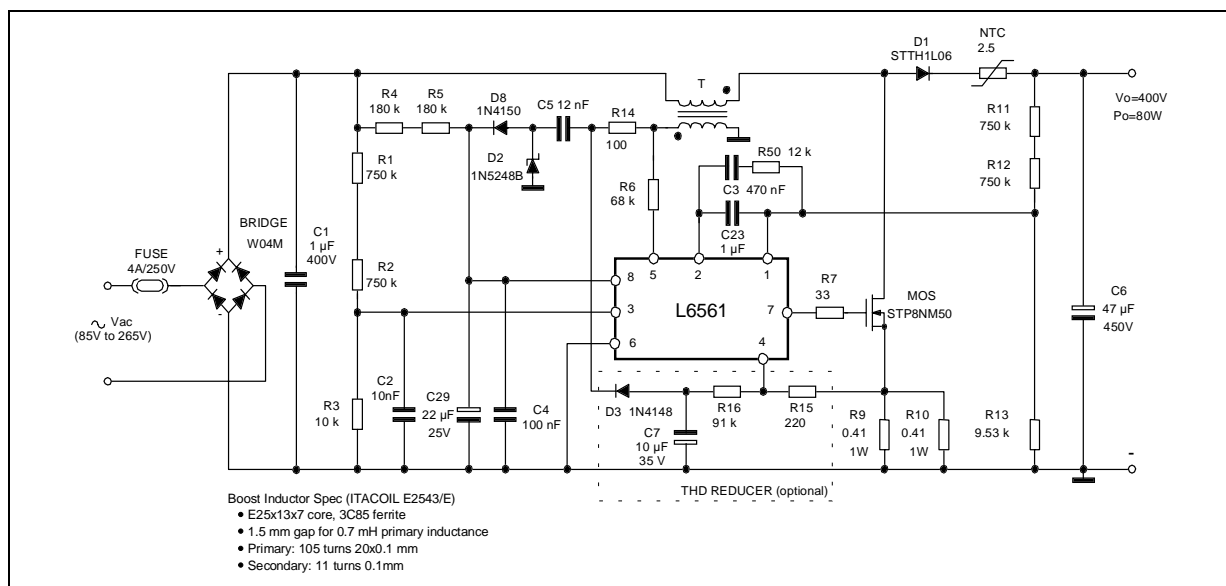 D1
STTH1L06
NTC
2.5
T
Vo=400V
Po=80W
R4
180 k
R5
180 k
D8
1N4150
C5 12 nF
R14
100
R11
750 k
R12
750 k
D2
1N5248B
R50 12 k
C3 470 nF
R1
750 k
R6
68 k
C23
1 µF
BRIDGE
W04M
+
-
C1
1 µF
400V
FUSE
4A/250V
R2
750 k
5
2
1
8
3
6
7
4
L6561
R7
33
MOS
STP8NM50
C6
47 µF
450V
Vac
(85V to 265V)
C2
10nF
C29
22 µF
25V
C4
100 nF
R3
10 k
D3 1N4148
R16
91 k
R15
220
C7
10 µF
35 V
R9
0.41
1W
R10
0.41
1W
R13
9.53 k
-
THD REDUCER (optional)
Boost Inductor Spec (ITACOIL E2543/E)
• E25x13x7 core, 3C85 ferrite
• 1.5 mm gap for 0.7 mH primary inductance
• Primary: 105 turns 20x0.1 mm
• Secondary: 11 turns 0.1mm